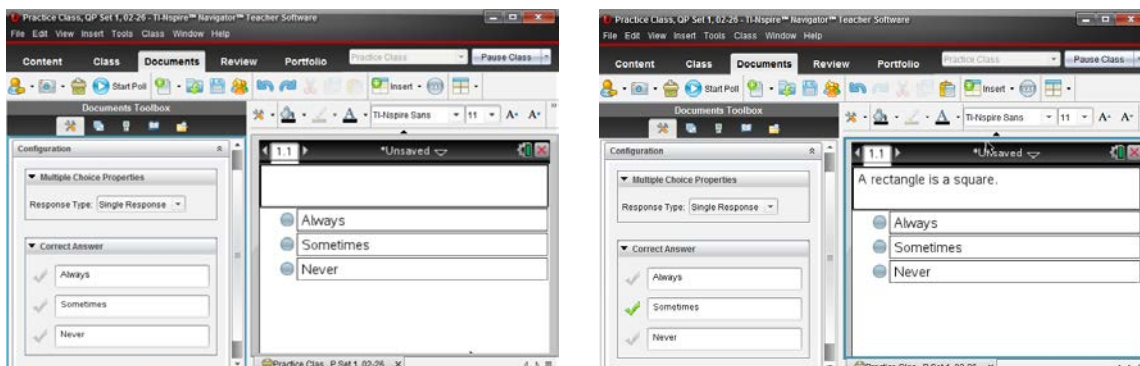 Practice Class, QP Set 1, 02-26 - TI-Nspire™ Navigator™ Teacher Software
File Edit View Insert Tools Class Window Help
Content Class Documents Review Portfolio Practice Class Pause Class
Start Poll Insert
Documents Toolbox
TI-Nspire Sans 11 A- A+
Configuration
1.1 *Unsaved
Multiple Choice Properties
Response Type: Single Response
Always
Sometimes
Never
Correct Answer
Always
Sometimes
Never
Practice Class, QP Set 1, 02-26 - TI-Nspire™ Navigator™ Teacher Software
File Edit View Insert Tools Class Window Help
Content Class Documents Review Portfolio Practice Class Pause Class
Start Poll Insert
Documents Toolbox
TI-Nspire Sans 11 A- A+
Configuration
1.1 *Unsaved
A rectangle is a square.
Multiple Choice Properties
Response Type: Single Response
Always
Sometimes
Never
Correct Answer
Always
Sometimes
Never